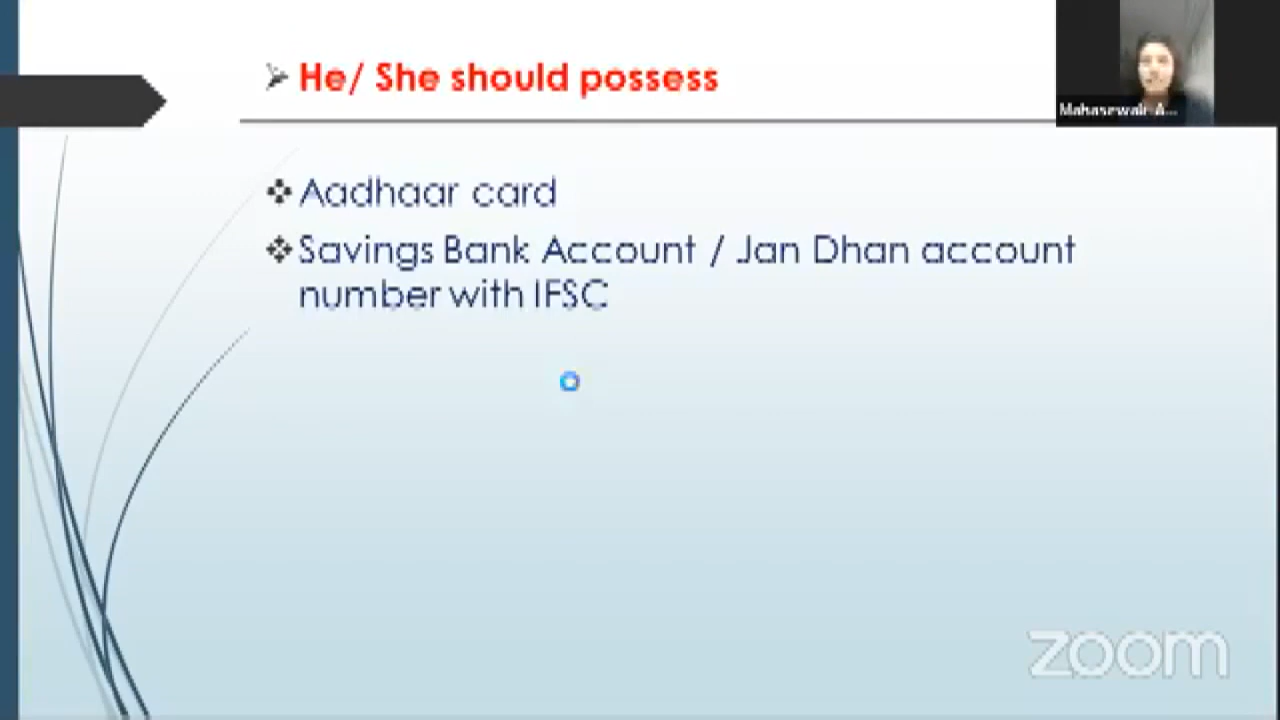 He/ She should possess
Aadhaar card
Savings Bank Account / Jan Dhan account
number with IFSC
zoom